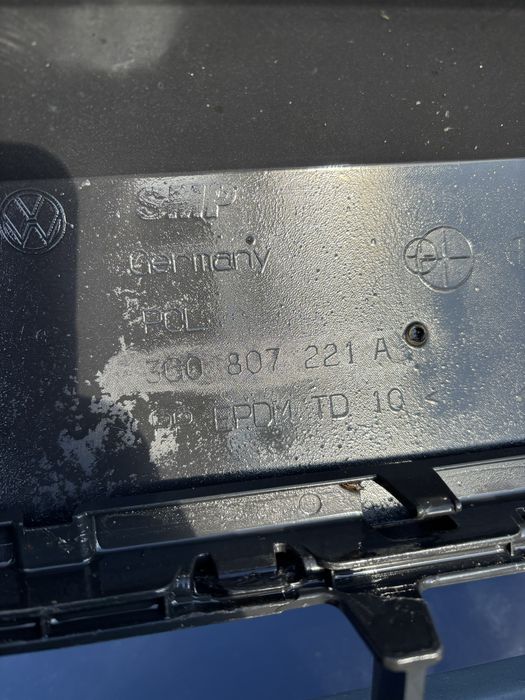 SMP
Germany
POL
3G0 807 221 A
EPDM TD 10 <